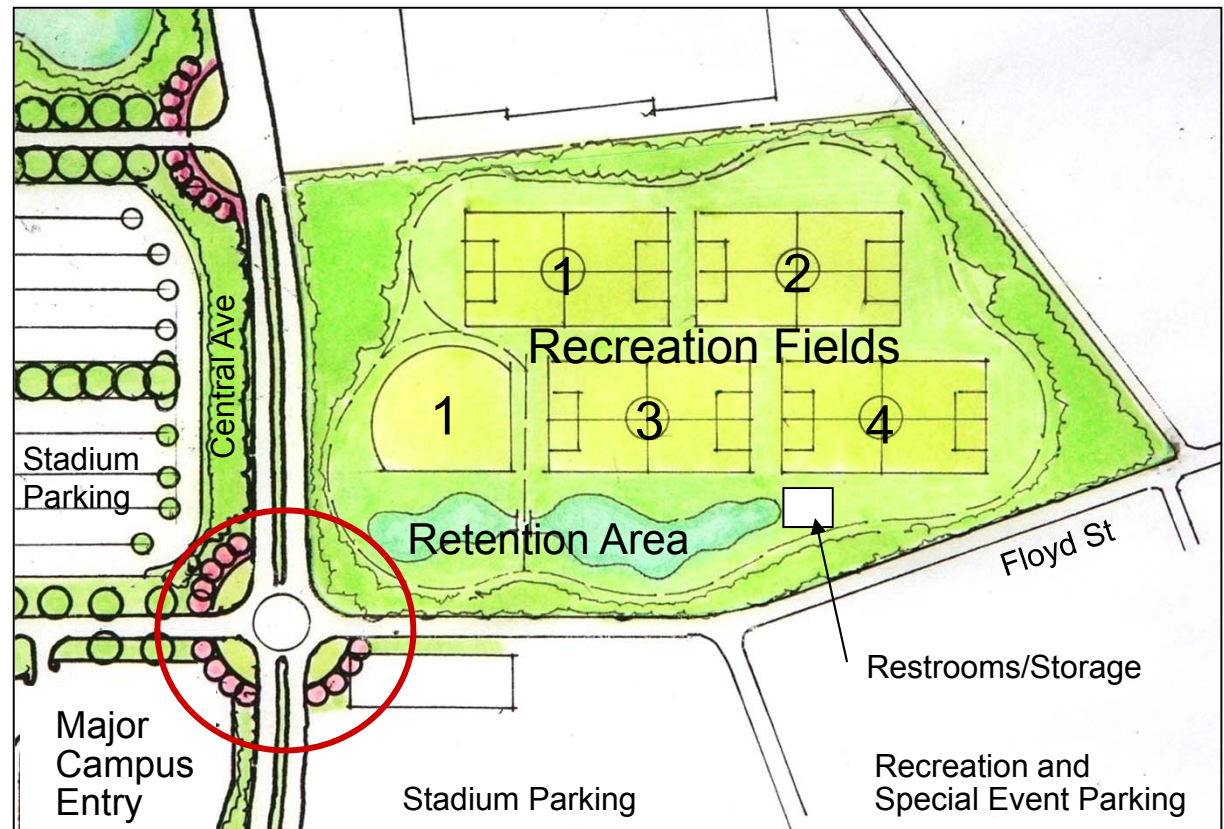 1
2
Recreation Fields
Central Ave
1
3
4
Stadium
Parking
Retention Area
Floyd St
Restrooms/Storage
Major
Campus
Entry
Stadium Parking
Recreation and
Special Event Parking